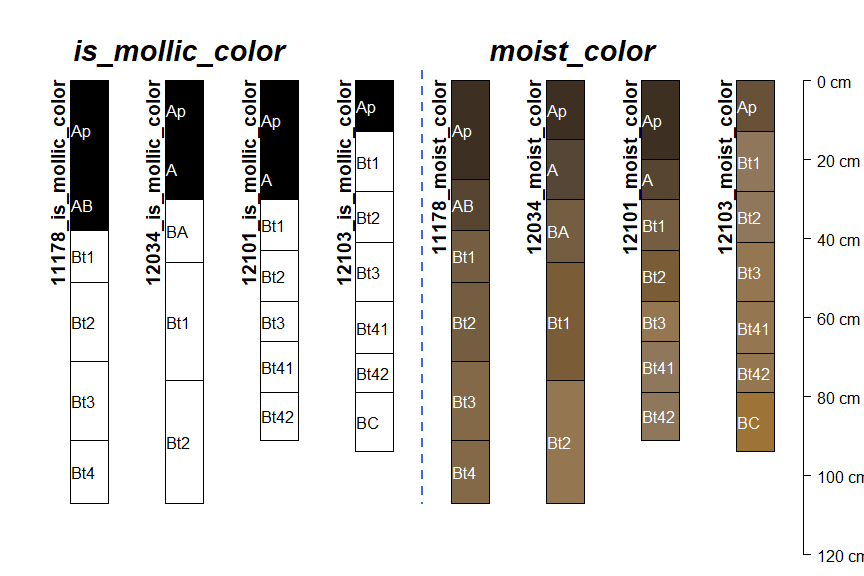 is_mollic_color
moist_color
11178_is_mollic_color
Ap
AB
Bt1
Bt2
Bt3
Bt4
12034_is_mollic_color
Ap
A
BA
Bt1
Bt2
12101_is_mollic_color
Ap
A
Bt1
Bt2
Bt3
Bt41
Bt42
12103_is_mollic_color
Ap
Bt1
Bt2
Bt3
Bt41
Bt42
BC
11178_moist_color
Ap
AB
Bt1
Bt2
Bt3
Bt4
12034_moist_color
Ap
A
BA
Bt1
Bt2
12101_moist_color
Ap
A
Bt1
Bt2
Bt3
Bt41
Bt42
12103_moist_color
Ap
Bt1
Bt2
Bt3
Bt41
Bt42
BC
0 cm
20 cm
40 cm
60 cm
80 cm
100 cm
120 cm